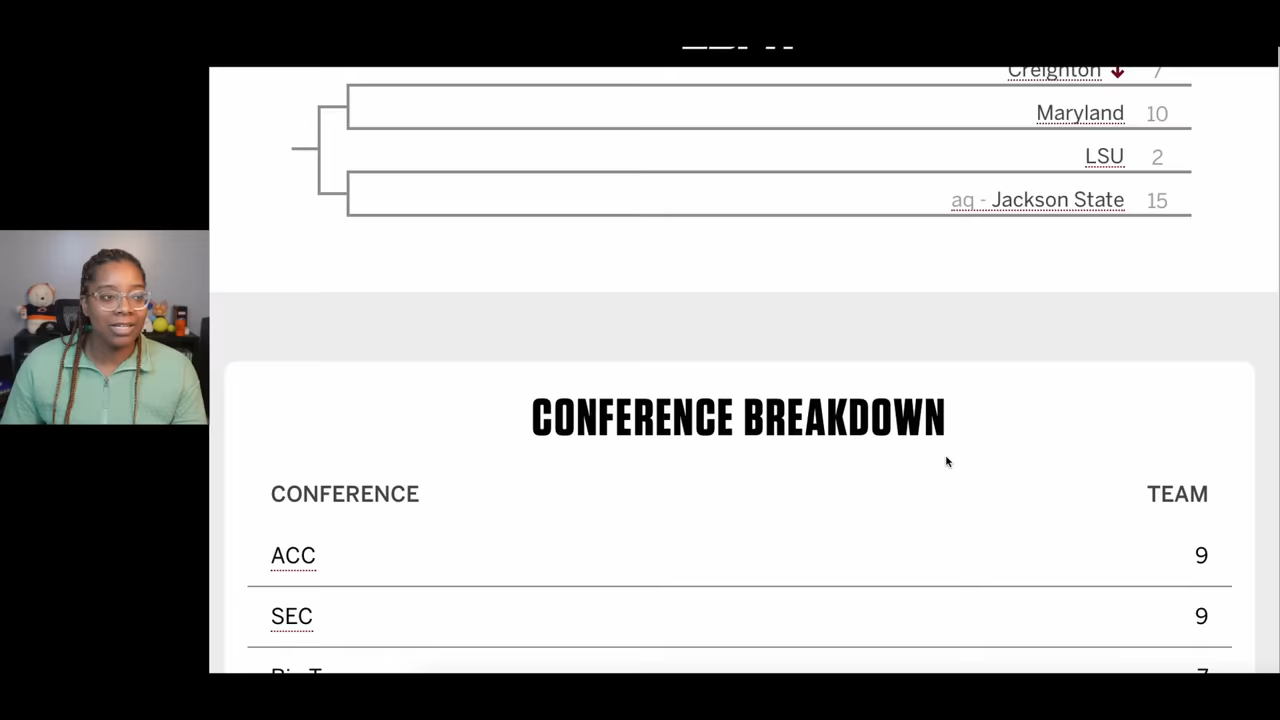 Creighton 7
Maryland 10
LSU 2
aq - Jackson State 15
CONFERENCE BREAKDOWN
CONFERENCE TEAM
ACC 9
SEC 9